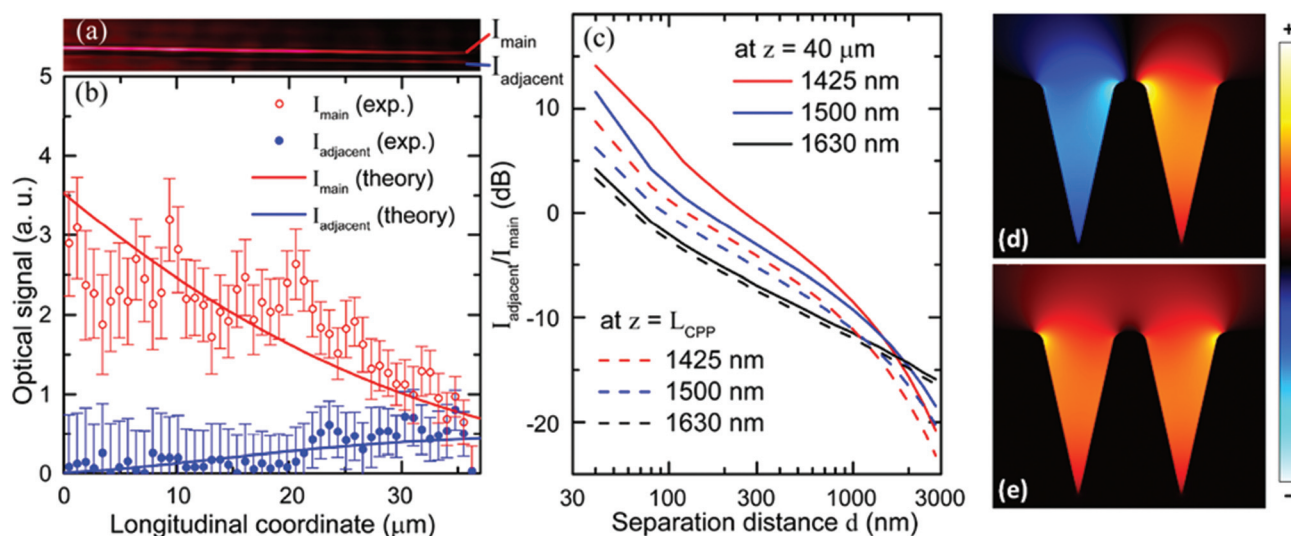 (a)
I_main
I_adjacent
(b)
I_main (exp.)
I_adjacent (exp.)
I_main (theory)
I_adjacent (theory)
Optical signal (a. u.)
5
4
3
2
1
0
0 10 20 30
Longitudinal coordinate (μm)
(c)
at z = 40 μm
1425 nm
1500 nm
1630 nm
I_adjacent/I_main (dB)
10
0
-10
-20
at z = L_CPP
1425 nm
1500 nm
1630 nm
30 100 300 1000 3000
Separation distance d (nm)
(d)
(e)
+
−